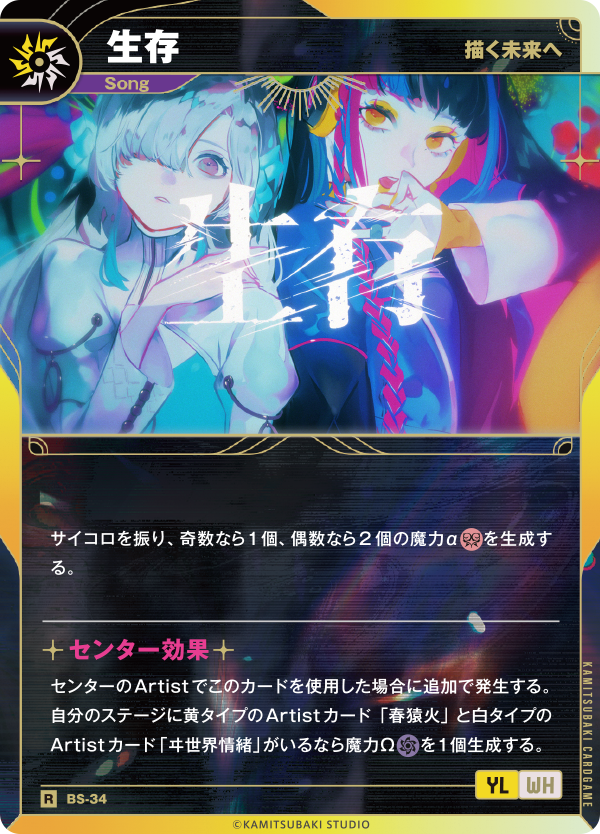 生存
描く未来へ
Song
生存
サイコロを振り、奇数なら1個、偶数なら2個の魔力αを生成す
る。
センター効果
センターのArtistでこのカードを使用した場合に追加で発生する。
自分のステージに黄タイプのArtistカード「春猿火」と白タイプの
Artistカード「ヰ世界情緒」がいるなら魔力Ωを1個生成する。
YL WH
R BS-34
KAMITSUBAKI CARDGAME
©KAMITSUBAKI STUDIO